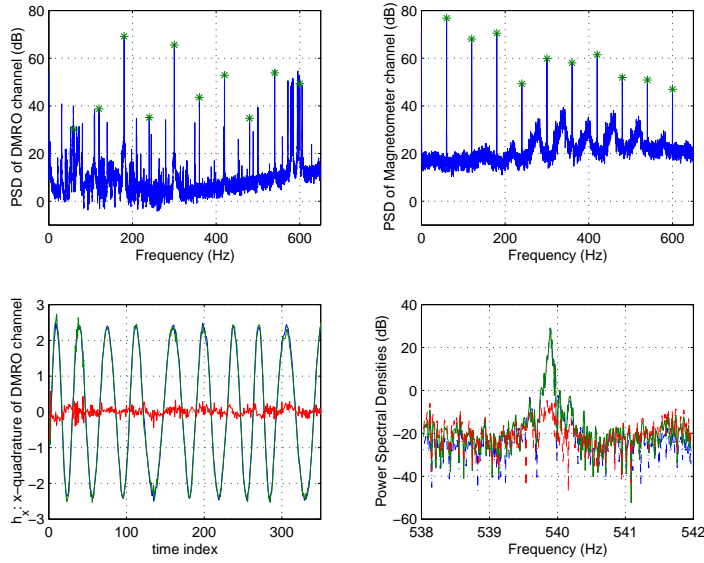 80
60
40
20
0
0 200 400 600
Frequency (Hz)
PSD of DMRO channel (dB)
80
60
40
20
0
0 200 400 600
Frequency (Hz)
PSD of Magnetometer channel (dB)
3
2
1
0
−1
−2
−3
0 100 200 300
time index
h_x: x−quadrature of DMRO channel
40
20
0
−20
−40
−60
538 539 540 541 542
Frequency (Hz)
Power Spectral Densities (dB)